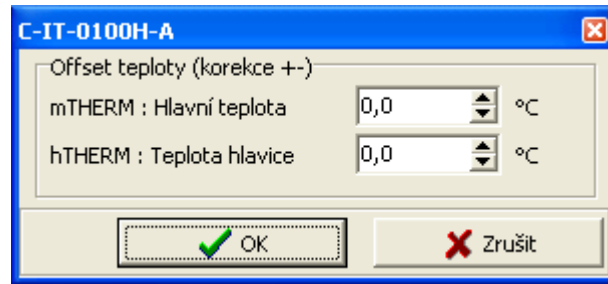 C-IT-0100H-A
Offset teploty (korekce +-)
mTHERM : Hlavní teplota 0,0 °C
hTHERM : Teplota hlavice 0,0 °C
OK Zrušit